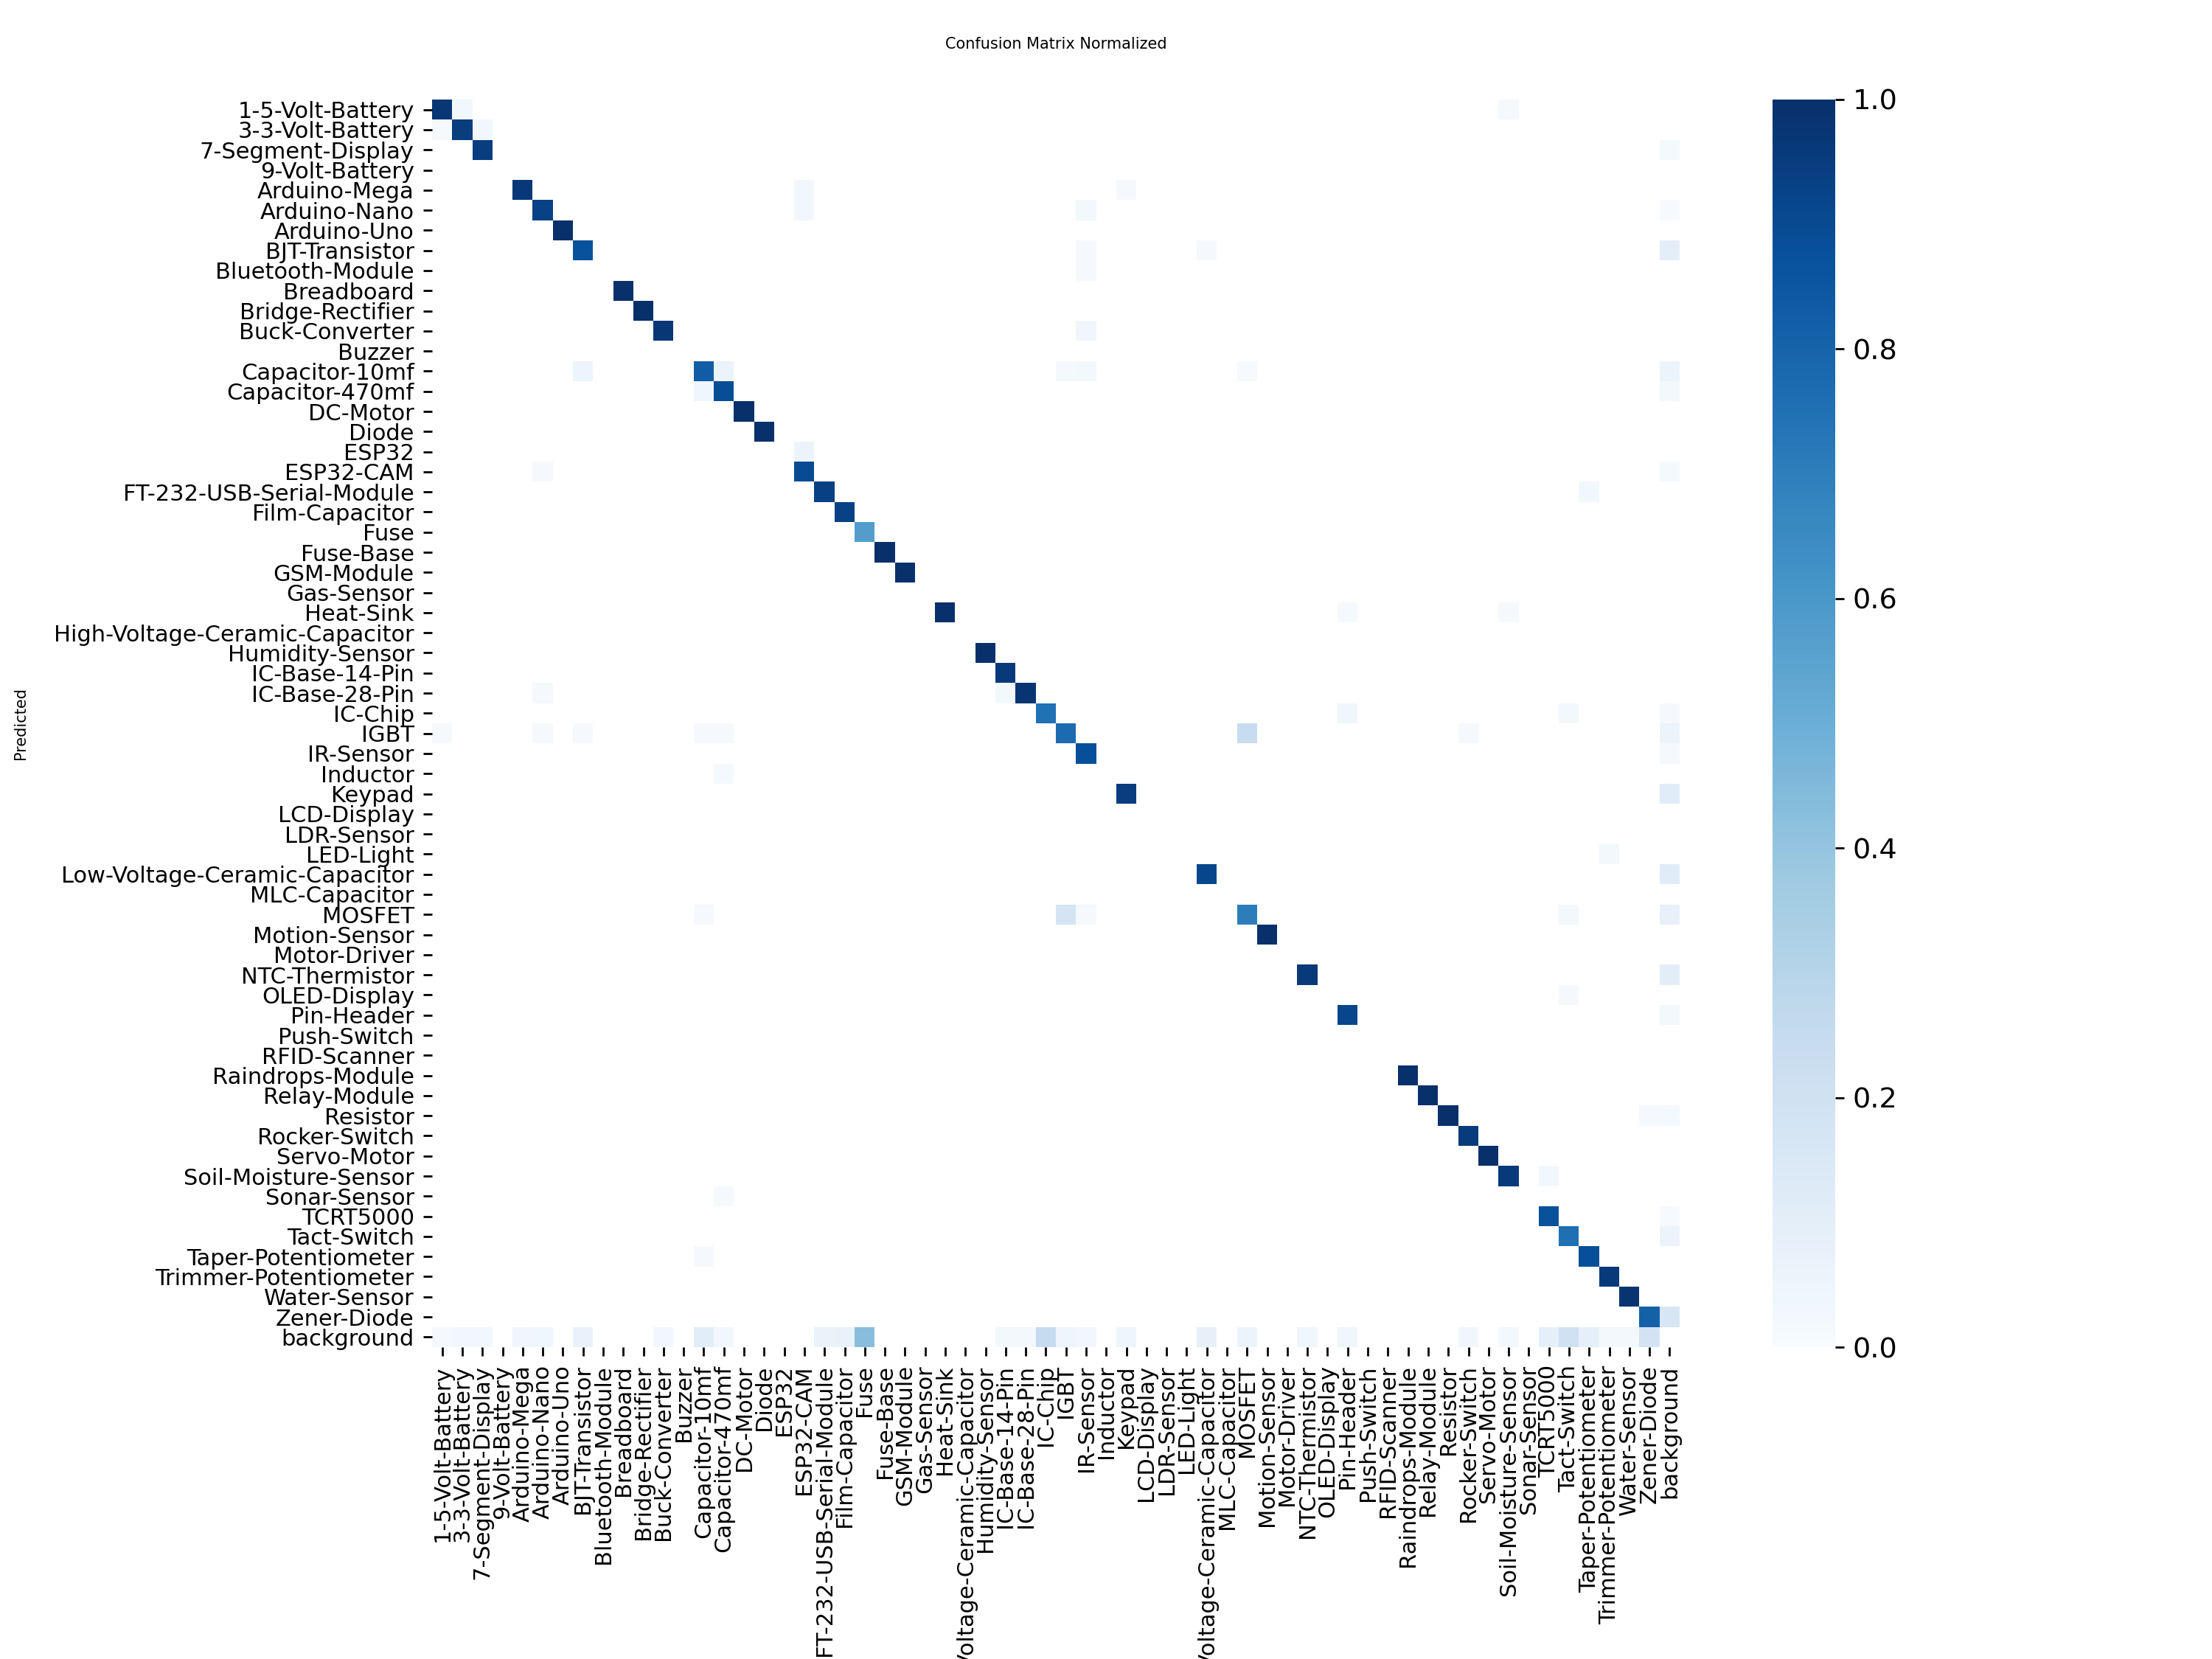 Confusion Matrix Normalized
Predicted
1-5-Volt-Battery
3-3-Volt-Battery
7-Segment-Display
9-Volt-Battery
Arduino-Mega
Arduino-Nano
Arduino-Uno
BJT-Transistor
Bluetooth-Module
Breadboard
Bridge-Rectifier
Buck-Converter
Buzzer
Capacitor-10mf
Capacitor-470mf
DC-Motor
Diode
ESP32
ESP32-CAM
FT-232-USB-Serial-Module
Film-Capacitor
Fuse
Fuse-Base
GSM-Module
Gas-Sensor
Heat-Sink
High-Voltage-Ceramic-Capacitor
Humidity-Sensor
IC-Base-14-Pin
IC-Base-28-Pin
IC-Chip
IGBT
IR-Sensor
Inductor
Keypad
LCD-Display
LDR-Sensor
LED-Light
Low-Voltage-Ceramic-Capacitor
MLC-Capacitor
MOSFET
Motion-Sensor
Motor-Driver
NTC-Thermistor
OLED-Display
Pin-Header
Push-Switch
RFID-Scanner
Raindrops-Module
Relay-Module
Resistor
Rocker-Switch
Servo-Motor
Soil-Moisture-Sensor
Sonar-Sensor
TCRT5000
Tact-Switch
Taper-Potentiometer
Trimmer-Potentiometer
Water-Sensor
Zener-Diode
background
1-5-Volt-Battery
3-3-Volt-Battery
7-Segment-Display
9-Volt-Battery
Arduino-Mega
Arduino-Nano
Arduino-Uno
BJT-Transistor
Bluetooth-Module
Breadboard
Bridge-Rectifier
Buck-Converter
Buzzer
Capacitor-10mf
Capacitor-470mf
DC-Motor
Diode
ESP32
ESP32-CAM
FT-232-USB-Serial-Module
Film-Capacitor
Fuse
Fuse-Base
GSM-Module
Gas-Sensor
Heat-Sink
Voltage-Ceramic-Capacitor
Humidity-Sensor
IC-Base-14-Pin
IC-Base-28-Pin
IC-Chip
IGBT
IR-Sensor
Inductor
Keypad
LCD-Display
LDR-Sensor
LED-Light
Voltage-Ceramic-Capacitor
MLC-Capacitor
MOSFET
Motion-Sensor
Motor-Driver
NTC-Thermistor
OLED-Display
Pin-Header
Push-Switch
RFID-Scanner
Raindrops-Module
Relay-Module
Resistor
Rocker-Switch
Servo-Motor
Soil-Moisture-Sensor
Sonar-Sensor
TCRT5000
Tact-Switch
Taper-Potentiometer
Trimmer-Potentiometer
Water-Sensor
Zener-Diode
background
1.0
0.8
0.6
0.4
0.2
0.0